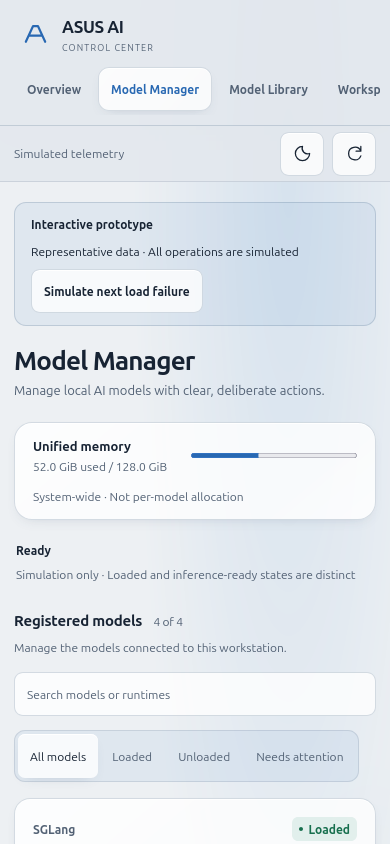 ASUS AI
CONTROL CENTER
Overview Model Manager Model Library Worksp
Simulated telemetry
Interactive prototype
Representative data · All operations are simulated
Simulate next load failure
Model Manager
Manage local AI models with clear, deliberate actions.
Unified memory
52.0 GiB used / 128.0 GiB
System-wide · Not per-model allocation
Ready
Simulation only · Loaded and inference-ready states are distinct
Registered models 4 of 4
Manage the models connected to this workstation.
Search models or runtimes
All models Loaded Unloaded Needs attention
SGLang Loaded